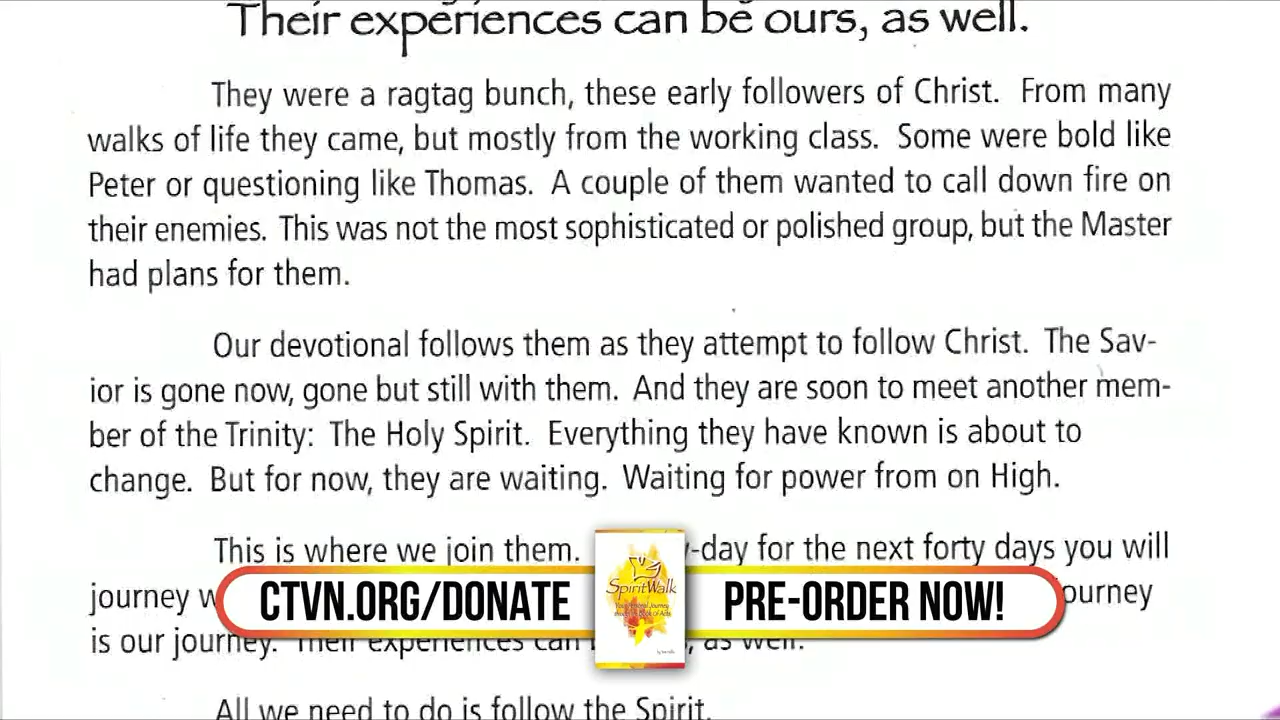 Their experiences can be ours, as well.
They were a ragtag bunch, these early followers of Christ. From many
walks of life they came, but mostly from the working class. Some were bold like
Peter or questioning like Thomas. A couple of them wanted to call down fire on
their enemies. This was not the most sophisticated or polished group, but the Master
had plans for them.
Our devotional follows them as they attempt to follow Christ. The Sav-
ior is gone now, gone but still with them. And they are soon to meet another mem-
ber of the Trinity: The Holy Spirit. Everything they have known is about to
change. But for now, they are waiting. Waiting for power from on High.
This is where we join them. -day for the next forty days you will
journey
is our journey. Their experiences can , as well.
CTVN.ORG/DONATE
SpiritWalk
PRE-ORDER NOW!
All we need to do is follow the Spirit.